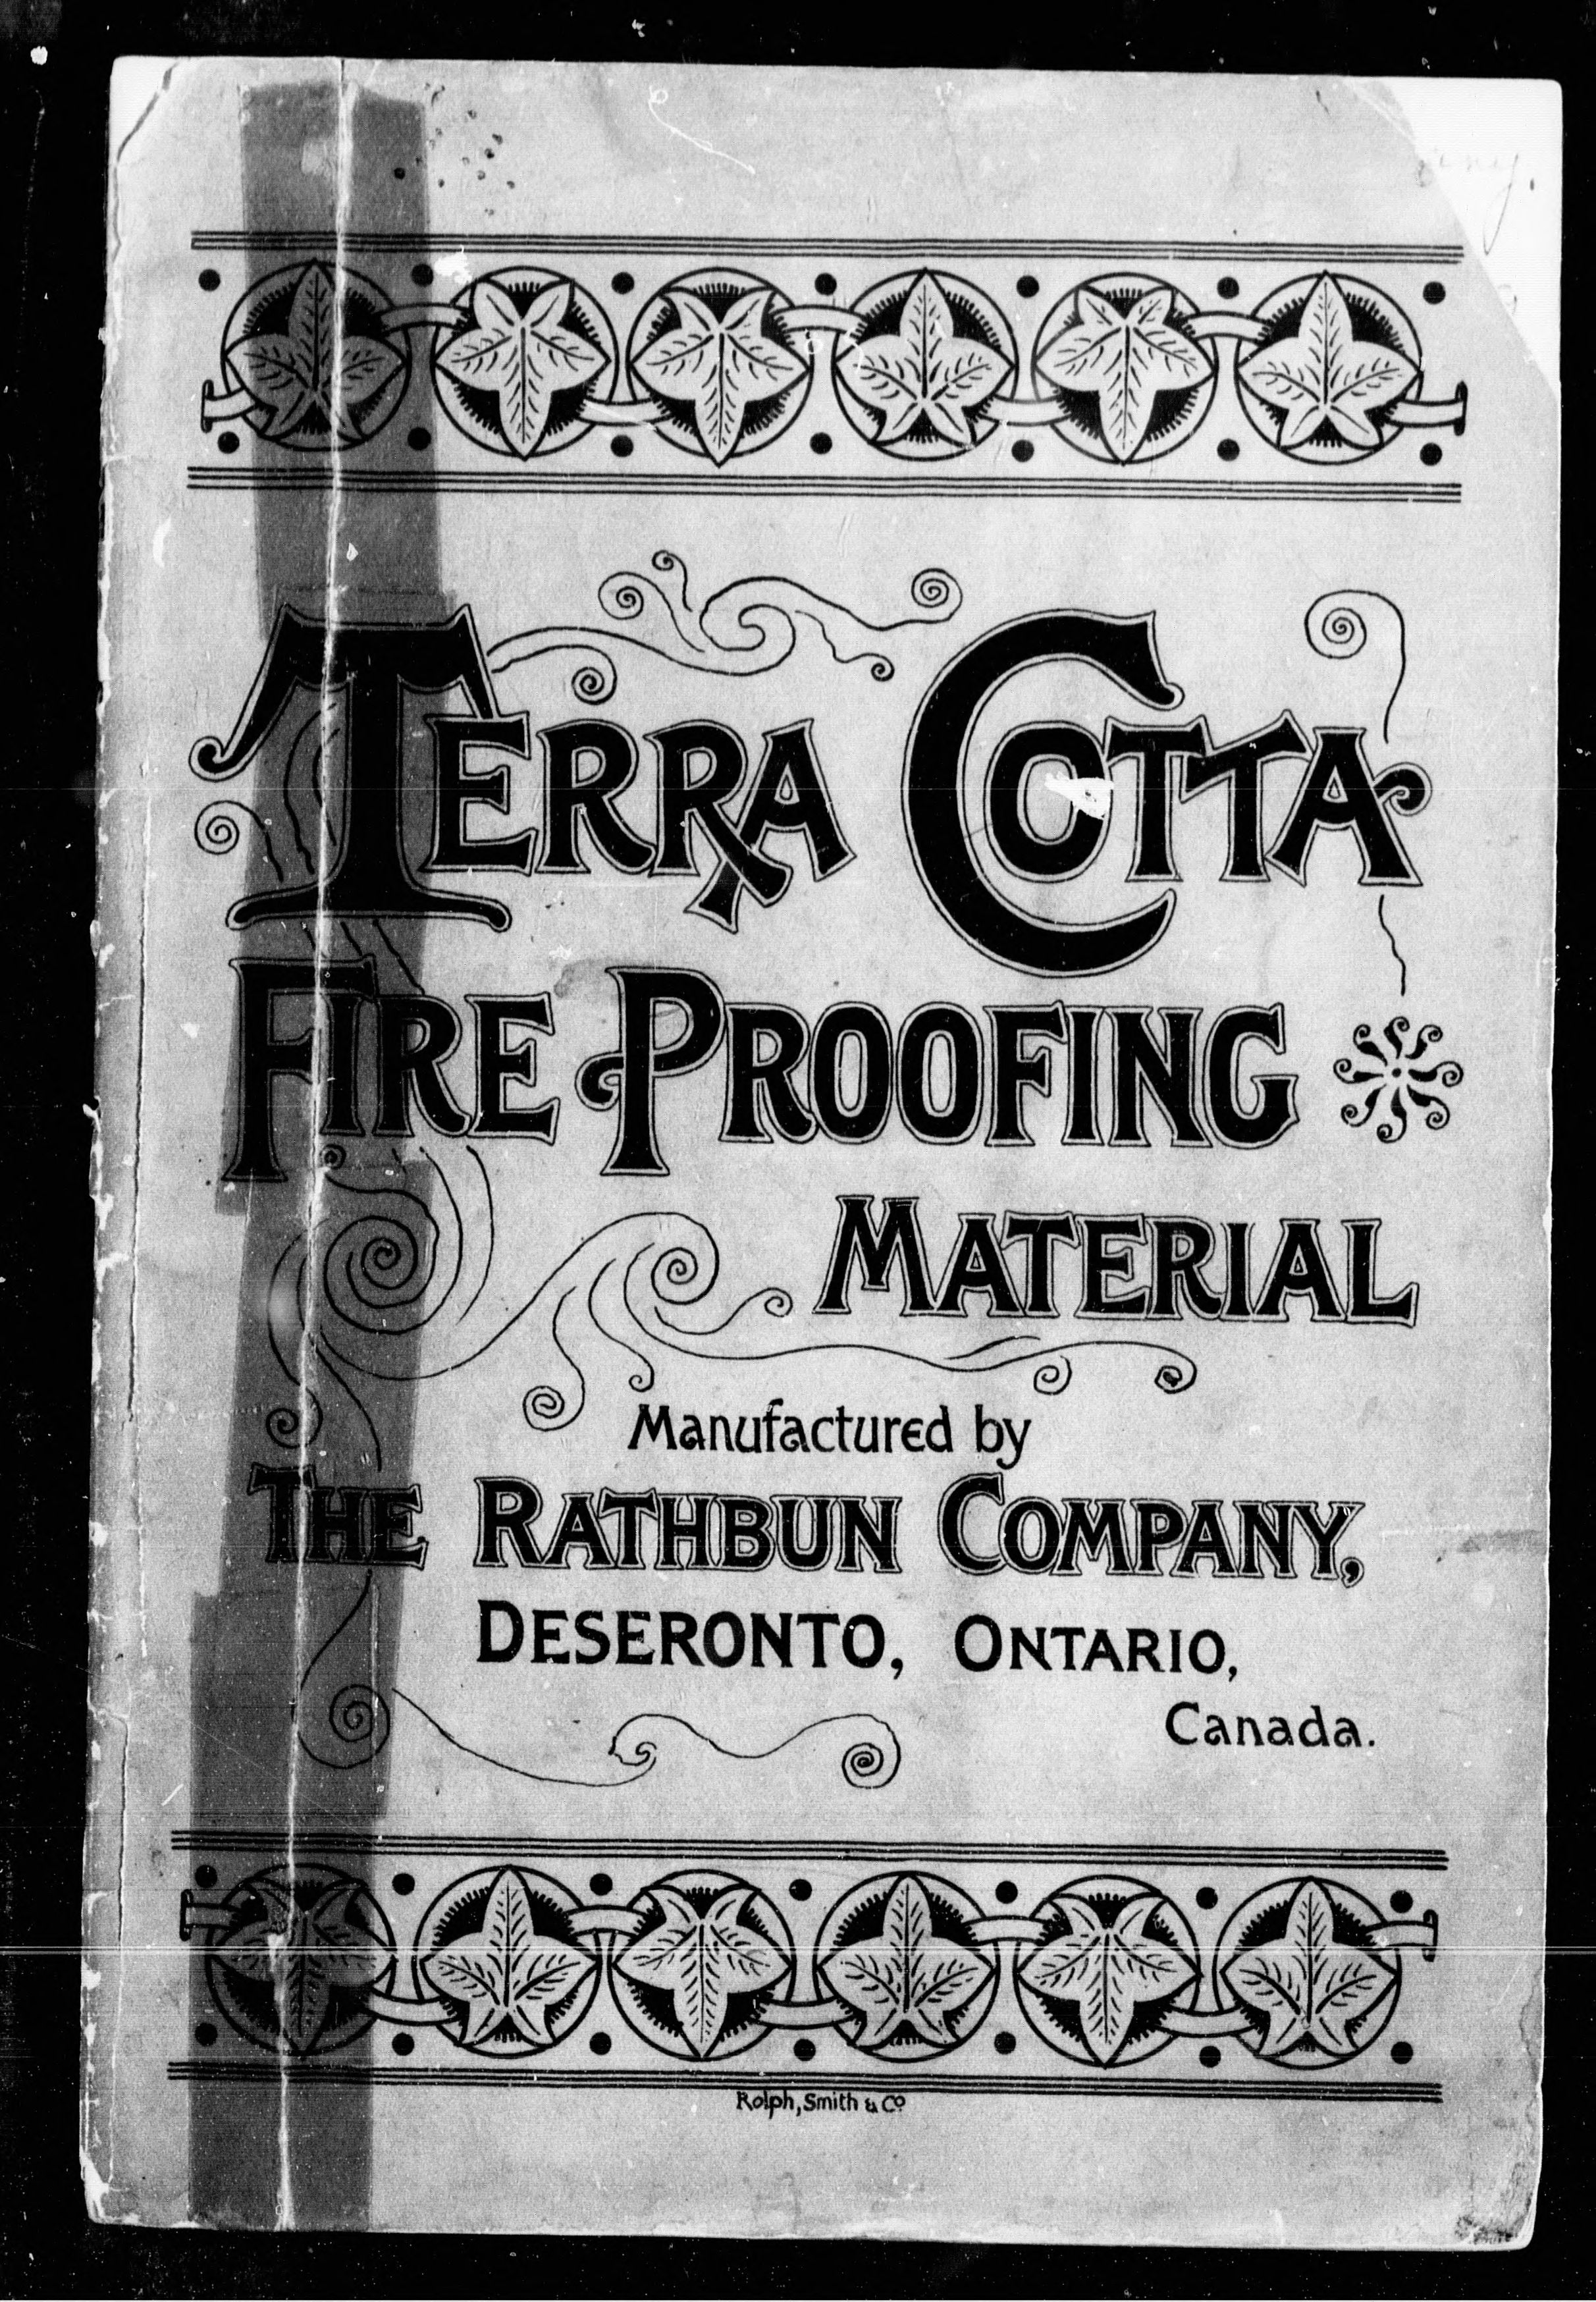 TERRA COTTA
FIRE PROOFING
MATERIAL
Manufactured by
THE RATHBUN COMPANY,
DESERONTO, ONTARIO,
Canada.
Rolph, Smith & Co